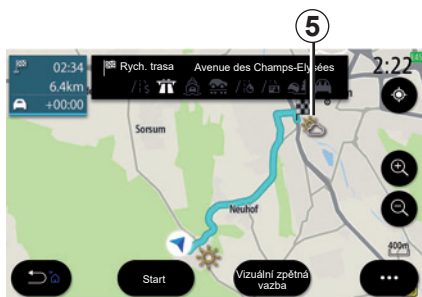 5
02:34
6.4km
+00:00
Rych. trasa Avenue des Champs-Elysées
2:22
Sorsum
Neuhof
400m
Start
Vizuální zpětná
vazba